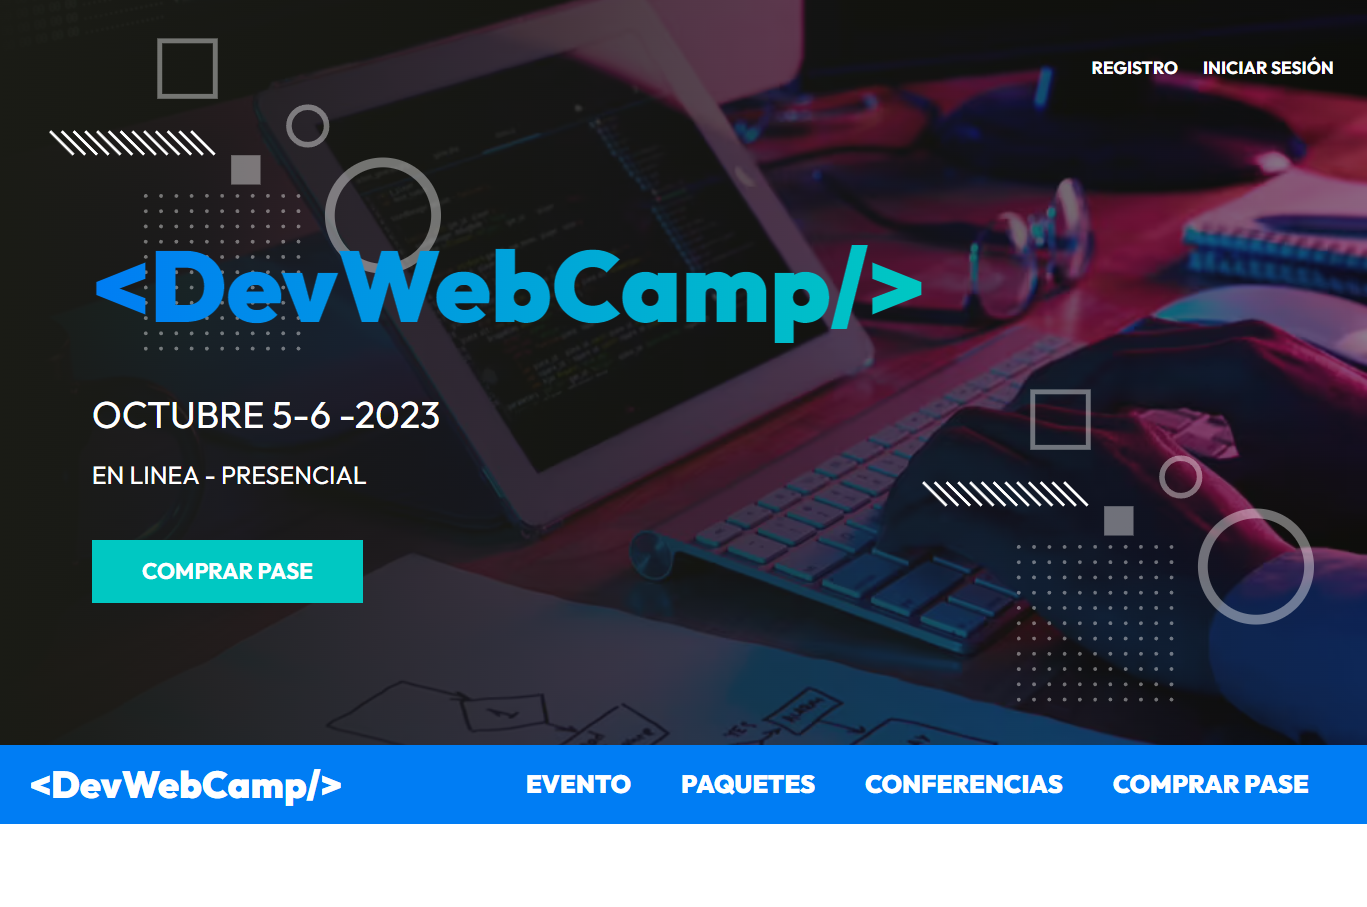 REGISTRO INICIAR SESIÓN
<DevWebCamp/>
OCTUBRE 5-6 -2023
EN LINEA - PRESENCIAL
COMPRAR PASE
YES
<DevWebCamp/> EVENTO PAQUETES CONFERENCIAS COMPRAR PASE